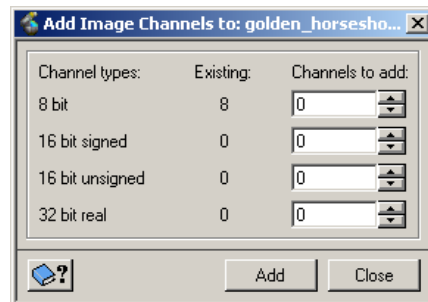 Add Image Channels to: golden_horsesho...
Channel types: Existing: Channels to add:
8 bit 8 0
16 bit signed 0 0
16 bit unsigned 0 0
32 bit real 0 0
? Add Close